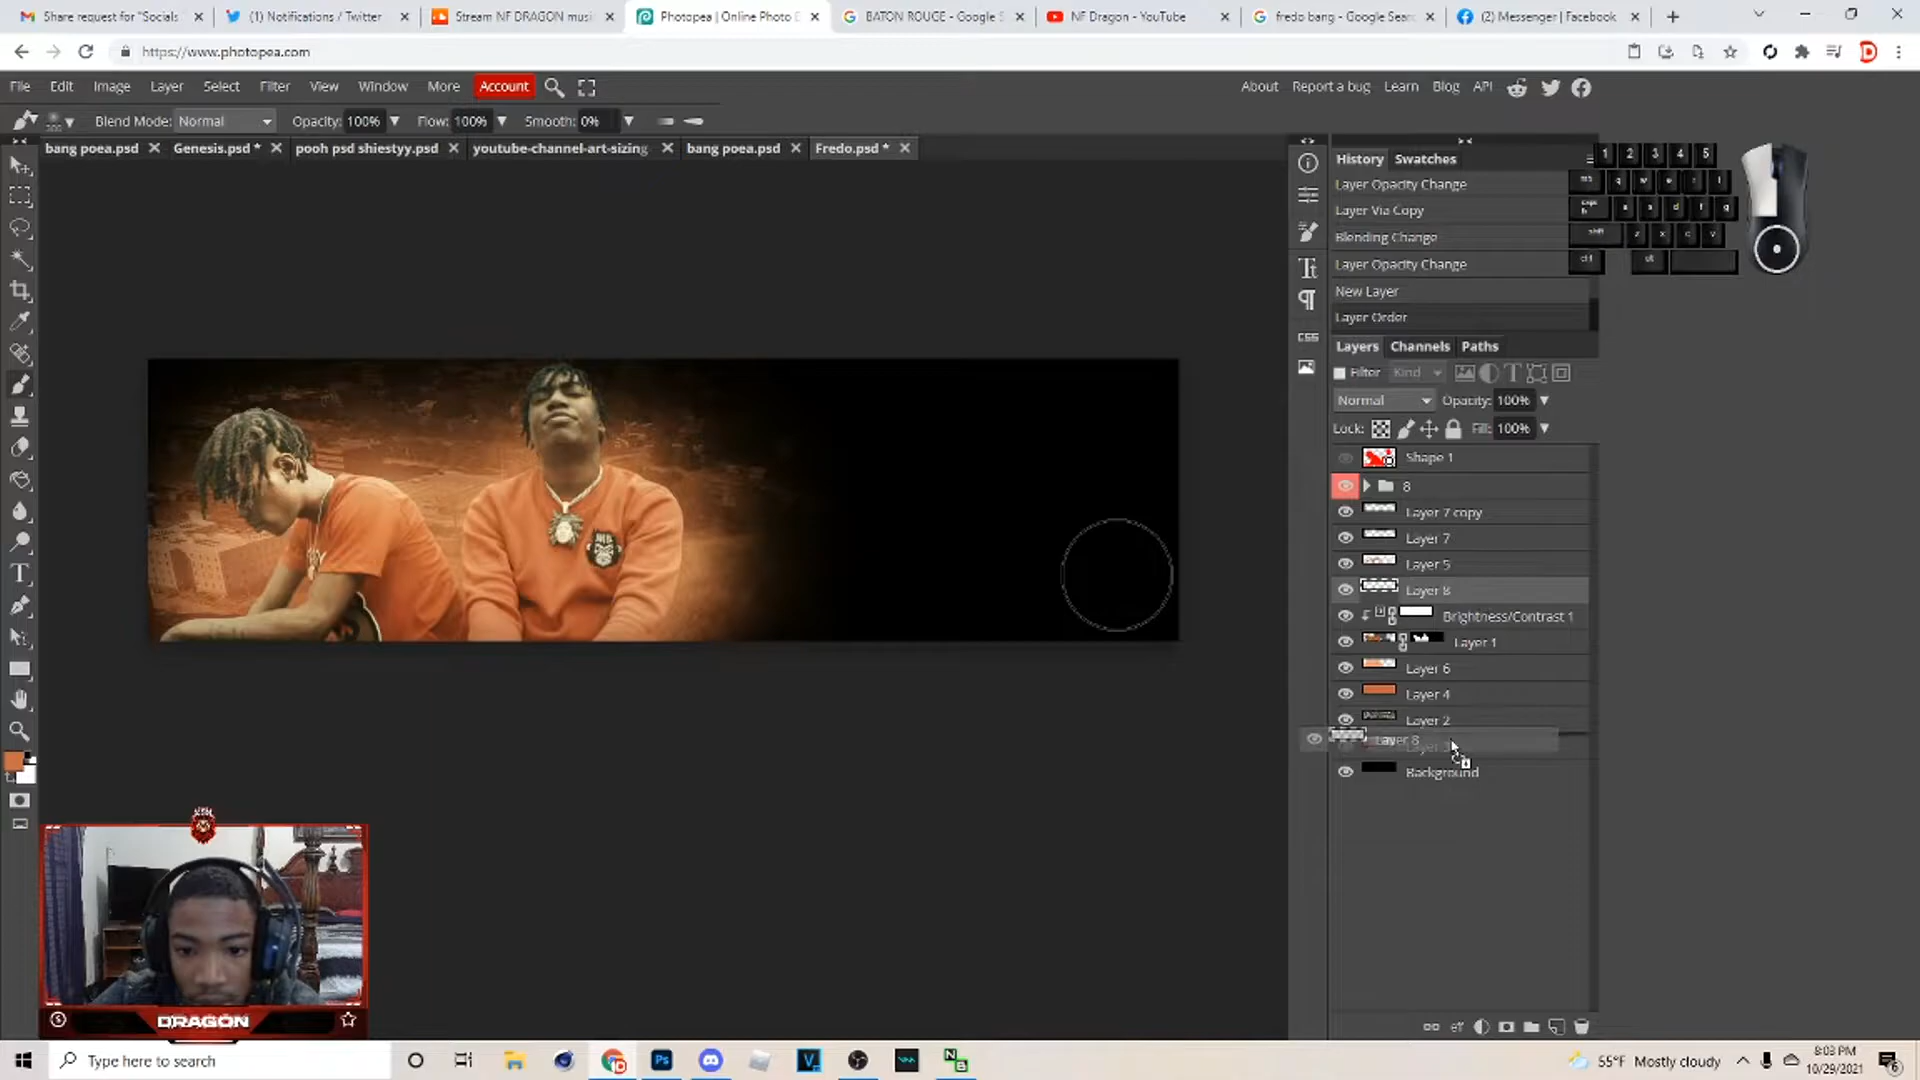 Share request for "Socials
(1) Notifications / Twitter
Stream NF DRAGON musi
Photopea | Online Photo E
BATON ROUGE - Google S
NF Dragon - YouTube
fredo bang - Google Sear
(2) Messenger | Facebook
https://www.photopea.com
File Edit Image Layer Select Filter View Window More Account
About Report a bug Learn Blog API
Blend Mode: Normal Opacity: 100% Flow: 100% Smooth: 0%
bang poea.psd
Genesis.psd *
pooh psd shiestyy.psd
youtube-channel-art-sizing
bang poea.psd
Fredo.psd *
History Swatches
Layer Opacity Change
Layer Via Copy
Blending Change
Layer Opacity Change
New Layer
Layer Order
Layers Channels Paths
Filter Kind
Normal Opacity: 100%
Lock: Fill: 100%
Shape 1
8
Layer 7 copy
Layer 7
Layer 5
Layer 8
Brightness/Contrast 1
Layer 1
Layer 6
Layer 4
Layer 2
Layer 8
Background
CSS
1 2 3 4 5
DRAGON
Type here to search
55°F Mostly cloudy
8:03 PM
10/29/2021